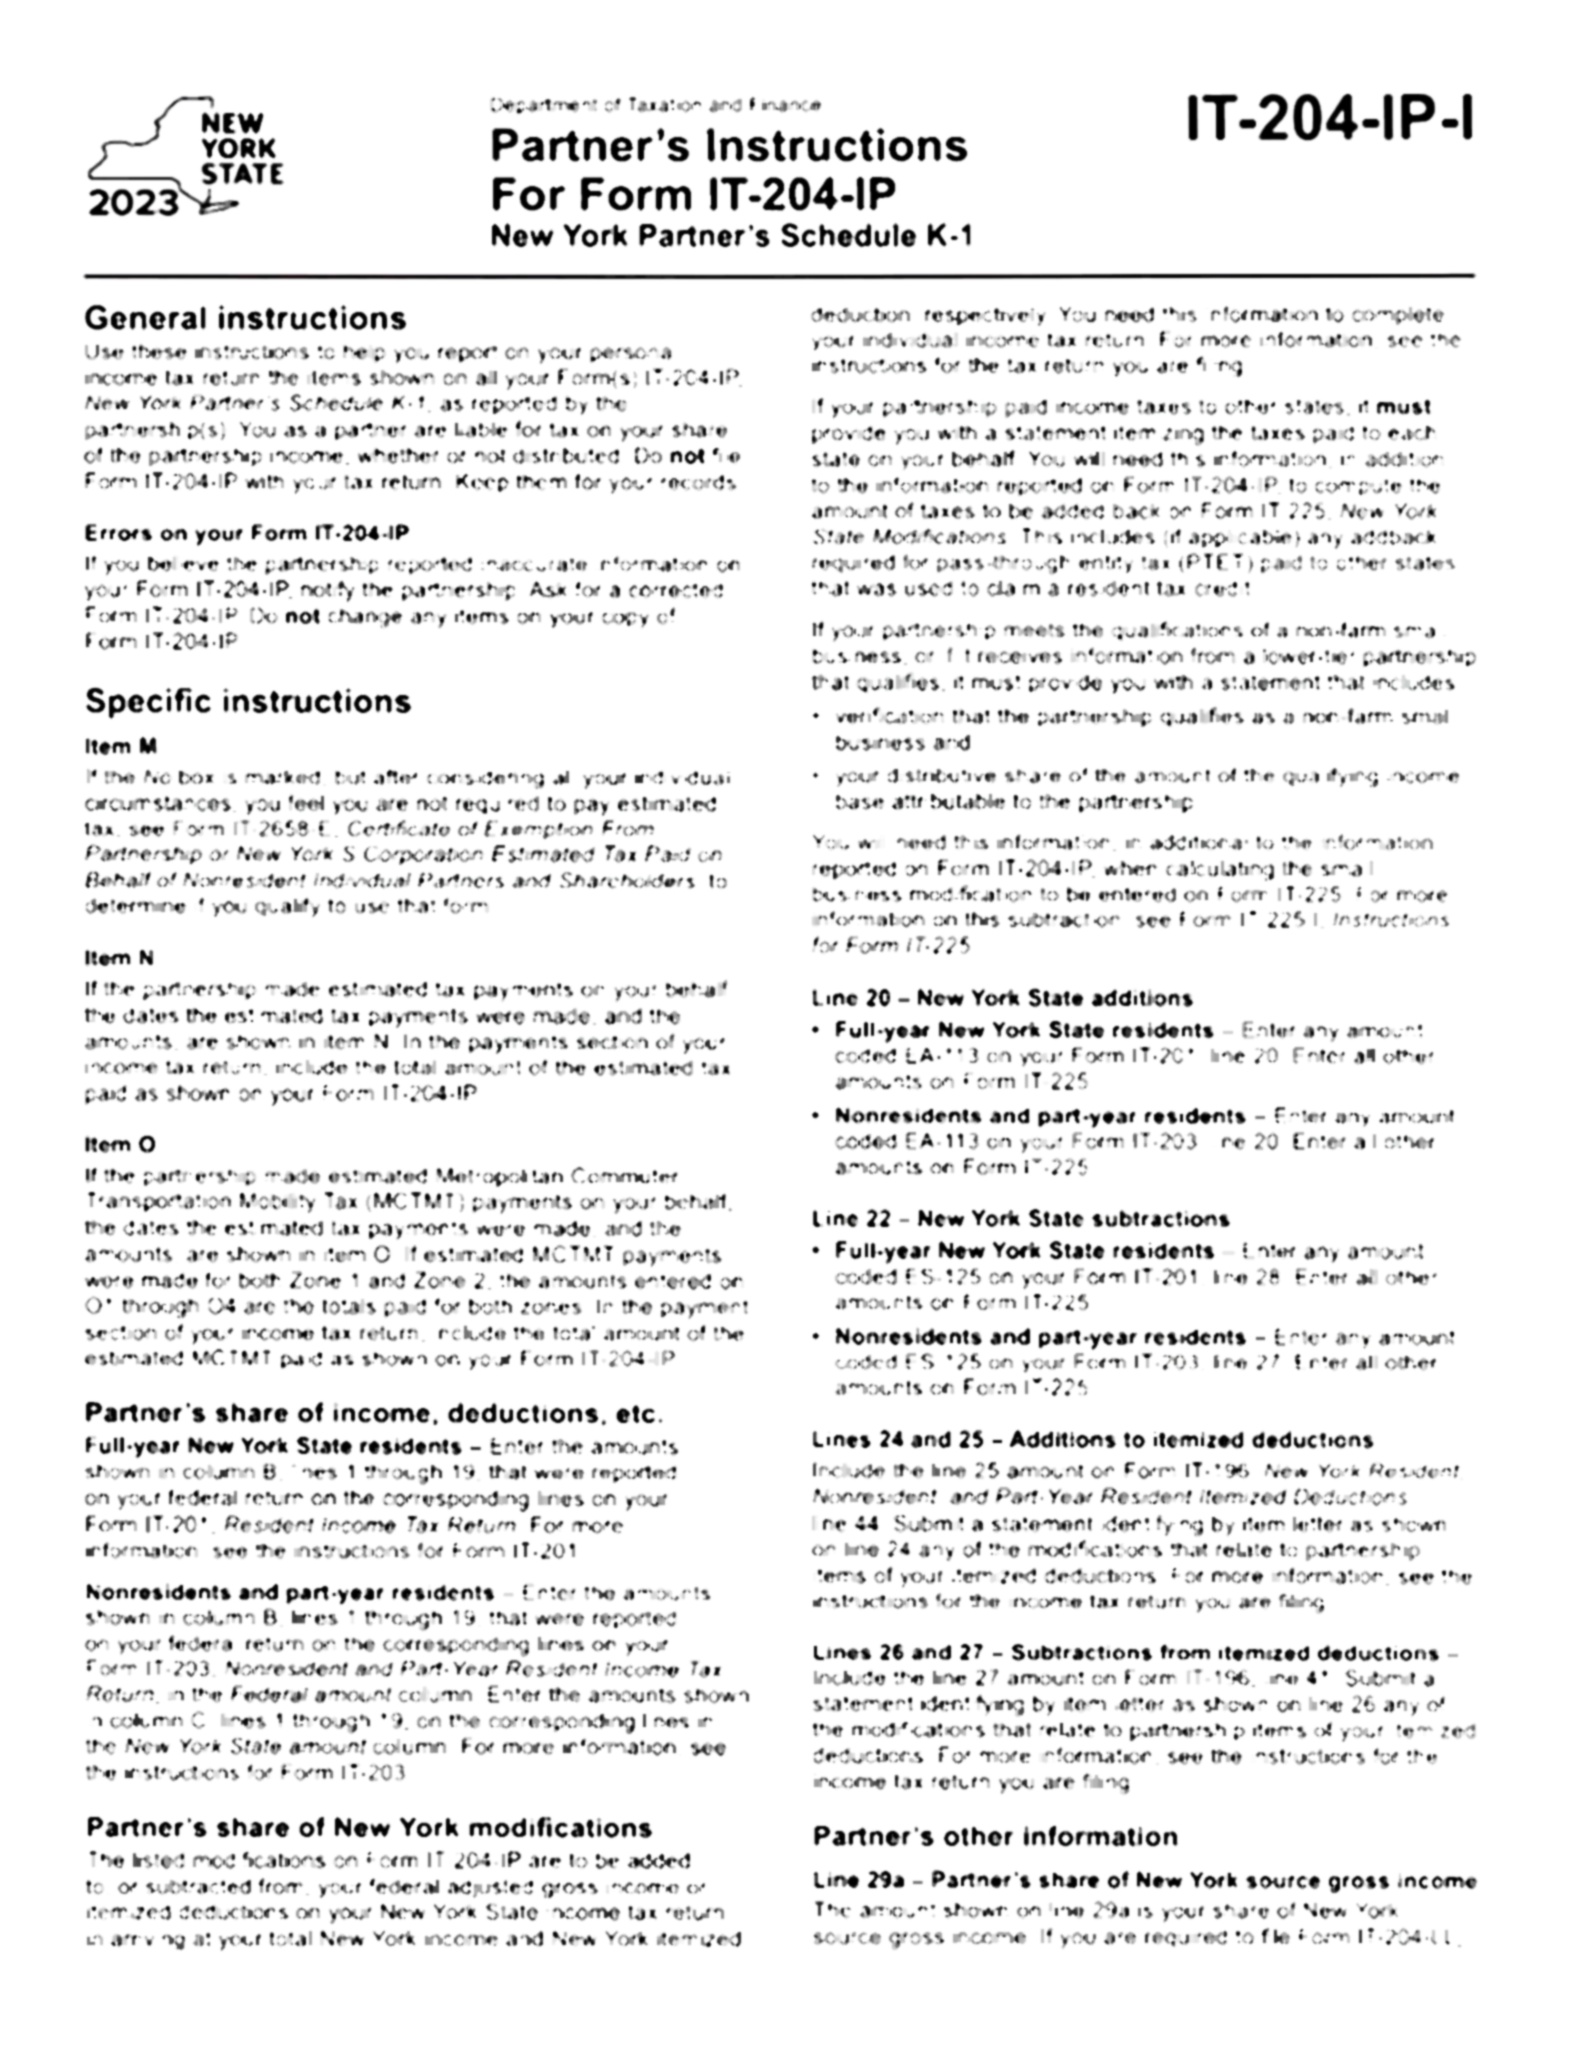 NEW
YORK
STATE
2023
Department of Taxation and Finance
Partner's Instructions
For Form IT-204-IP
New York Partner's Schedule K-1
IT-204-IP-I
General instructions
Use these instructions to help you report on your personal
income tax return the items shown on all your Form(s) IT-204-IP,
New York Partner's Schedule K-1, as reported by the
partnership(s). You as a partner are liable for tax on your share
of the partnership income, whether or not distributed. Do not file
Form IT-204-IP with your tax return. Keep them for your records.
Errors on your Form IT-204-IP
If you believe the partnership reported inaccurate information on
your Form IT-204-IP, notify the partnership. Ask for a corrected
Form IT-204-IP. Do not change any items on your copy of
Form IT-204-IP.
Specific instructions
Item M
If the No box is marked, but after considering all your individual
circumstances, you feel you are not required to pay estimated
tax, see Form IT-2658-E, Certificate of Exemption From
Partnership or New York S Corporation Estimated Tax Paid on
Behalf of Nonresident Individual Partners and Shareholders, to
determine if you qualify to use that form.
Item N
If the partnership made estimated tax payments on your behalf,
the dates the estimated tax payments were made, and the
amounts, are shown in item N. In the payments section of your
income tax return, include the total amount of the estimated tax
paid as shown on your Form IT-204-IP.
Item O
If the partnership made estimated Metropolitan Commuter
Transportation Mobility Tax (MCTMT) payments on your behalf,
the dates the estimated tax payments were made, and the
amounts, are shown in item O. If estimated MCTMT payments
were made for both Zone 1 and Zone 2, the amounts entered on
O1 through O4 are the totals paid for both zones. In the payment
section of your income tax return, include the total amount of the
estimated MCTMT paid as shown on your Form IT-204-IP.
Partner's share of income, deductions, etc.
Full-year New York State residents – Enter the amounts
shown in column B, lines 1 through 19, that were reported
on your federal return on the corresponding lines on your
Form IT-201, Resident Income Tax Return. For more
information, see the instructions for Form IT-201.
Nonresidents and part-year residents – Enter the amounts
shown in column B, lines 1 through 19, that were reported
on your federal return on the corresponding lines on your
Form IT-203, Nonresident and Part-Year Resident Income Tax
Return, in the Federal amount column. Enter the amounts shown
in column C, lines 1 through 19, on the corresponding lines in
the New York State amount column. For more information, see
the instructions for Form IT-203.
Partner's share of New York modifications
The listed modifications on Form IT-204-IP are to be added
to, or subtracted from, your federal adjusted gross income or
itemized deductions on your New York State income tax return
in arriving at your total New York income and New York itemized
deduction, respectively. You need this information to complete
your individual income tax return. For more information, see the
instructions for the tax return you are filing.
If your partnership paid income taxes to other states, it must
provide you with a statement itemizing the taxes paid to each
state on your behalf. You will need this information, in addition
to the information reported on Form IT-204-IP, to compute the
amount of taxes to be added back on Form IT-225, New York
State Modifications. This includes (if applicable) any addback
required for pass-through entity tax (PTET) paid to other states
that was used to claim a resident tax credit.
If your partnership meets the qualifications of a non-farm small
business, or if it receives information from a lower-tier partnership
that qualifies, it must provide you with a statement that includes:
• verification that the partnership qualifies as a non-farm small
business and
• your distributive share of the amount of the qualifying income
base attributable to the partnership.
You will need this information, in additional to the information
reported on Form IT-204-IP, when calculating the small
business modification to be entered on Form IT-225. For more
information on this subtraction, see Form IT-225-I, Instructions
for Form IT-225.
Line 20 – New York State additions
• Full-year New York State residents – Enter any amount
coded EA-113 on your Form IT-201, line 20. Enter all other
amounts on Form IT-225.
• Nonresidents and part-year residents – Enter any amount
coded EA-113 on your Form IT-203, line 20. Enter all other
amounts on Form IT-225.
Line 22 – New York State subtractions
• Full-year New York State residents – Enter any amount
coded ES-125 on your Form IT-201, line 28. Enter all other
amounts on Form IT-225.
• Nonresidents and part-year residents – Enter any amount
coded ES-125 on your Form IT-203, line 27. Enter all other
amounts on Form IT-225.
Lines 24 and 25 – Additions to itemized deductions
Include the line 25 amount on Form IT-196, New York Resident,
Nonresident, and Part-Year Resident Itemized Deductions,
line 44. Submit a statement identifying by item letter as shown
on line 24 any of the modifications that relate to partnership
items of your itemized deductions. For more information, see the
instructions for the income tax return you are filing.
Lines 26 and 27 – Subtractions from itemized deductions –
Include the line 27 amount on Form IT-196, line 41. Submit a
statement identifying by item letter as shown on line 26 any of
the modifications that relate to partnership items of your itemized
deductions. For more information, see the instructions for the
income tax return you are filing.
Partner's other information
Line 29a – Partner's share of New York source gross income
The amount shown on line 29a is your share of New York
source gross income. If you are required to file Form IT-204-LL,